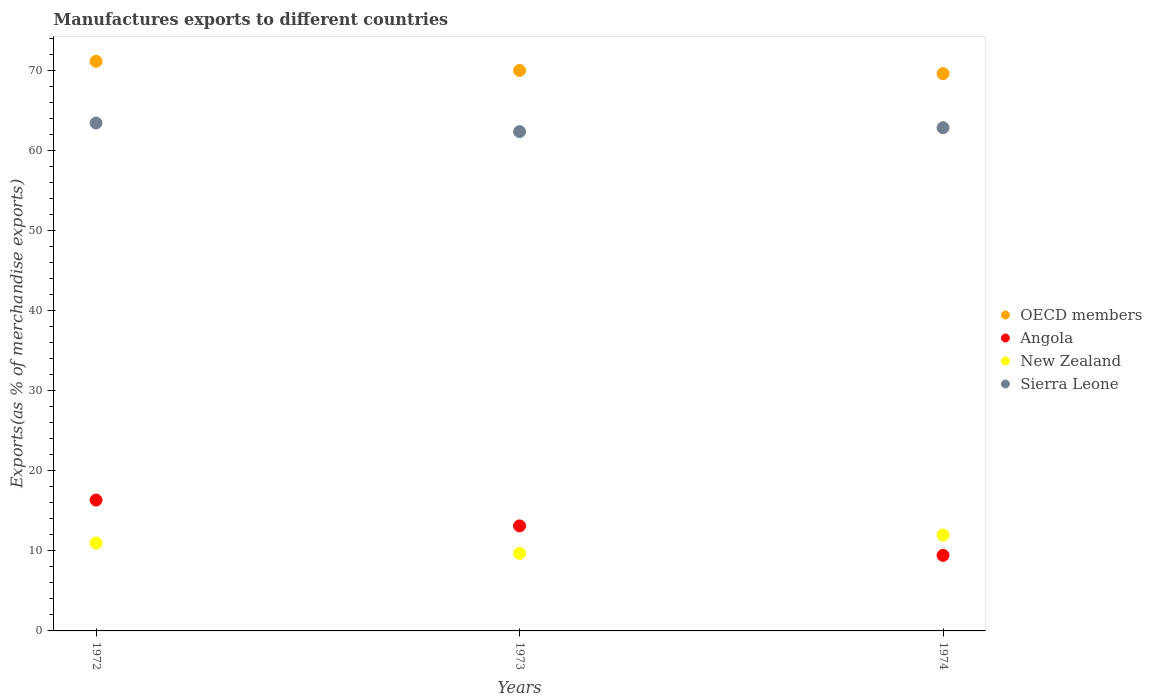 Manufactures exports to different countries
Exports(as % of merchandise exports)
70
60
50
40
30
20
10
0
1972
1973
1974
Years
OECD members
Angola
New Zealand
Sierra Leone